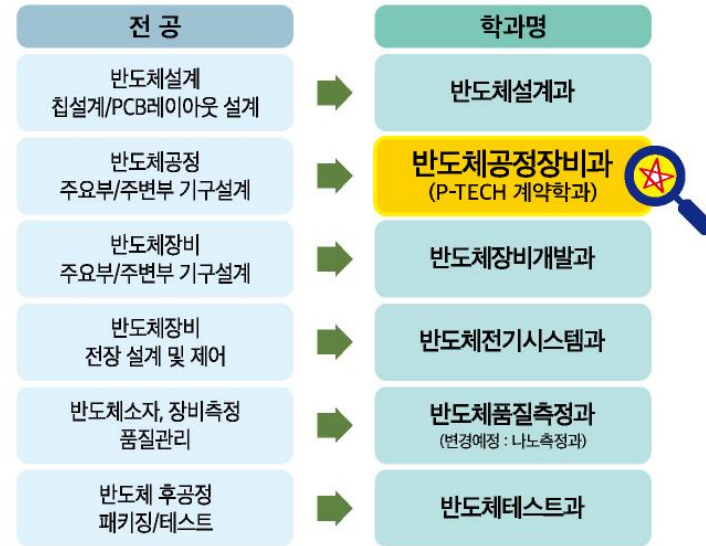 전 공
학과명
반도체설계
칩설계/PCB레이아웃 설계
반도체설계과
반도체공정
주요부/주변부 기구설계
반도체공정장비과
(P-TECH 계약학과)
반도체장비
주요부/주변부 기구설계
반도체장비개발과
반도체장비
전장 설계 및 제어
반도체전기시스템과
반도체소자, 장비측정
품질관리
반도체품질측정과
(변경예정 : 나노측정과)
반도체 후공정
패키징/테스트
반도체테스트과